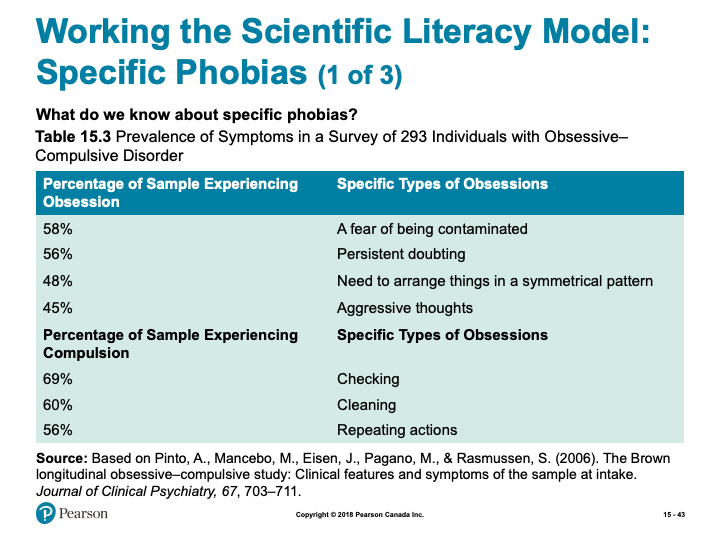 Working the Scientific Literacy Model:
Specific Phobias (1 of 3)
What do we know about specific phobias?
Table 15.3 Prevalence of Symptoms in a Survey of 293 Individuals with Obsessive–
Compulsive Disorder
Percentage of Sample Experiencing Obsession	Specific Types of Obsessions
58%	A fear of being contaminated
56%	Persistent doubting
48%	Need to arrange things in a symmetrical pattern
45%	Aggressive thoughts
Percentage of Sample Experiencing Compulsion	Specific Types of Obsessions
69%	Checking
60%	Cleaning
56%	Repeating actions
Source: Based on Pinto, A., Mancebo, M., Eisen, J., Pagano, M., & Rasmussen, S. (2006). The Brown
longitudinal obsessive–compulsive study: Clinical features and symptoms of the sample at intake.
Journal of Clinical Psychiatry, 67, 703–711.
P Pearson
Copyright © 2018 Pearson Canada Inc.
15 - 43